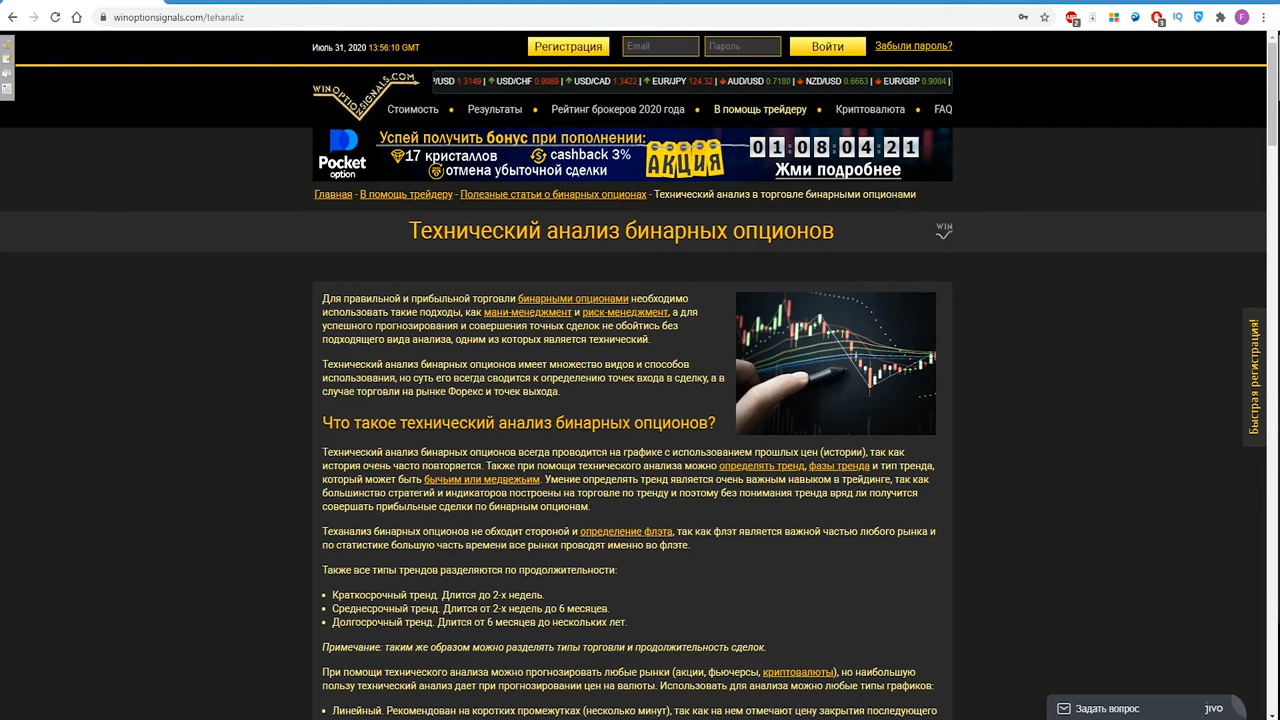 winoptionsignals.com/tehanaliz
Июль 31, 2020 13:56:10 GMT
Регистрация
Email
Пароль
Войти
Забыли пароль?
WINOPTIONSIGNALS.COM
/USD 1.3149 | USD/CHF 0.9089 | USD/CAD 1.3422 | EUR/JPY 124.32 | AUD/USD 0.7180 | NZD/USD 0.6663 | EUR/GBP 0.9004 |
Стоимость • Результаты • Рейтинг брокеров 2020 года • В помощь трейдеру • Криптовалюта • FAQ
Pocket
option
Успей получить бонус при пополнении:
17 кристаллов
cashback 3%
отмена убыточной сделки
АКЦИЯ
01:08:04:21
Жми подробнее
Главная - В помощь трейдеру - Полезные статьи о бинарных опционах - Технический анализ в торговле бинарными опционами
Технический анализ бинарных опционов
WIN
Для правильной и прибыльной торговли бинарными опционами необходимо
использовать такие подходы, как мани-менеджмент и риск-менеджмент, а для
успешного прогнозирования и совершения точных сделок не обойтись без
подходящего вида анализа, одним из которых является технический.
Технический анализ бинарных опционов имеет множество видов и способов
использования, но суть его всегда сводится к определению точек входа в сделку, а в
случае торговли на рынке Форекс и точек выхода.
Что такое технический анализ бинарных опционов?
Технический анализ бинарных опционов всегда проводится на графике с использованием прошлых цен (истории), так как
история очень часто повторяется. Также при помощи технического анализа можно определять тренд, фазы тренда и тип тренда,
который может быть бычьим или медвежьим. Умение определять тренд является очень важным навыком в трейдинге, так как
большинство стратегий и индикаторов построены на торговле по тренду и поэтому без понимания тренда вряд ли получится
совершать прибыльные сделки по бинарным опционам.
Теханализ бинарных опционов не обходит стороной и определение флэта, так как флэт является важной частью любого рынка и
по статистике большую часть времени все рынки проводят именно во флэте.
Также все типы трендов разделяются по продолжительности:
• Краткосрочный тренд. Длится до 2-х недель.
• Среднесрочный тренд. Длится от 2-х недель до 6 месяцев.
• Долгосрочный тренд. Длится от 6 месяцев до нескольких лет.
Примечание: таким же образом можно разделять типы торговли и продолжительность сделок.
При помощи технического анализа можно прогнозировать любые рынки (акции, фьючерсы, криптовалюты), но наибольшую
пользу технический анализ дает при прогнозировании цен на валюты. Использовать для анализа можно любые типы графиков:
• Линейный. Рекомендован на коротких промежутках (несколько минут), так как на нем отмечают цену закрытия последующего
Быстрая регистрация!
Задать вопрос
jivo